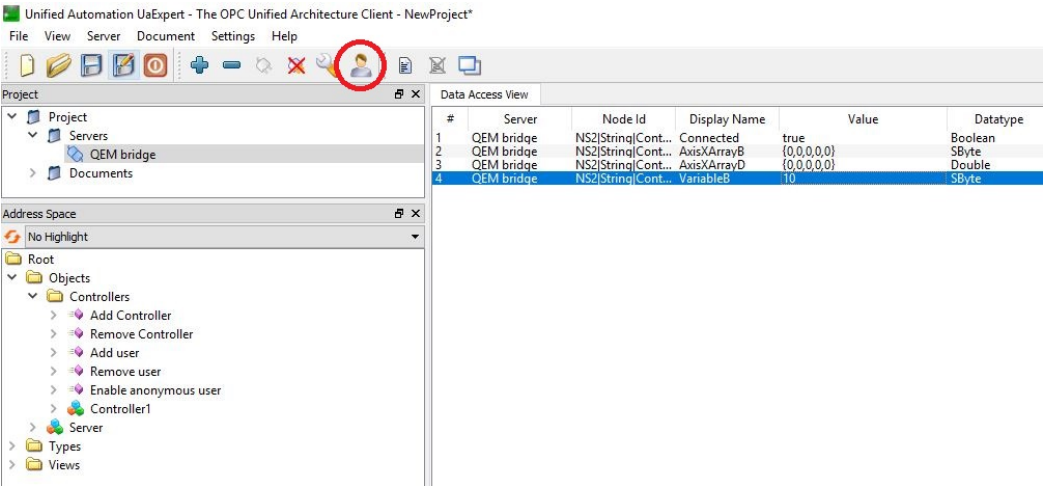 Unified Automation UaExpert - The OPC Unified Architecture Client - NewProject*
File View Server Document Settings Help
Project
Project
Servers
QEM bridge
Documents
Address Space
No Highlight
Root
Objects
Controllers
Add Controller
Remove Controller
Add user
Remove user
Enable anonymous user
Controller1
Server
Types
Views
Data Access View
# Server Node Id Display Name Value Datatype
1 QEM bridge NS2|String|Cont... Connected true Boolean
2 QEM bridge NS2|String|Cont... AxisXArrayB {0,0,0,0,0} SByte
3 QEM bridge NS2|String|Cont... AxisXArrayD {0,0,0,0,0} Double
4 QEM bridge NS2|String|Cont... VariableB 10 SByte